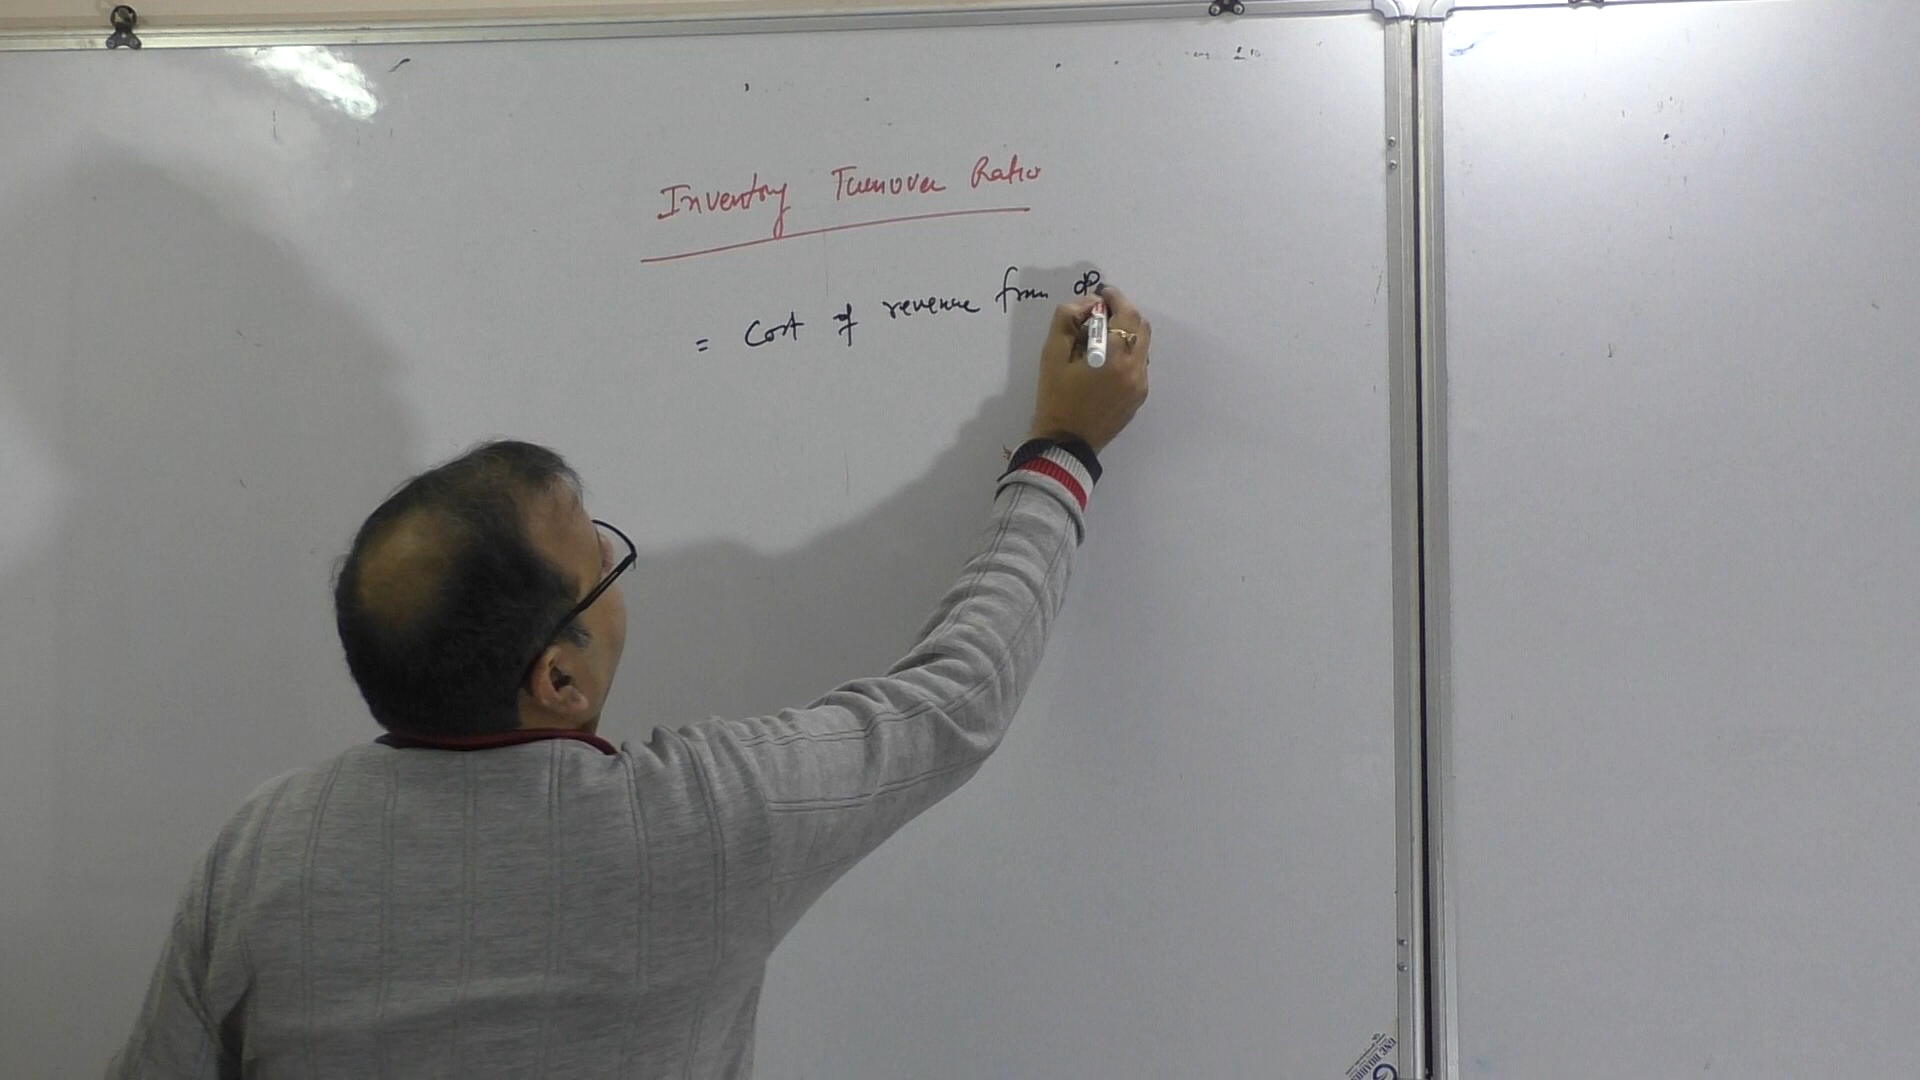 Inventory Turnover Ratio
= Cost of revenue from op